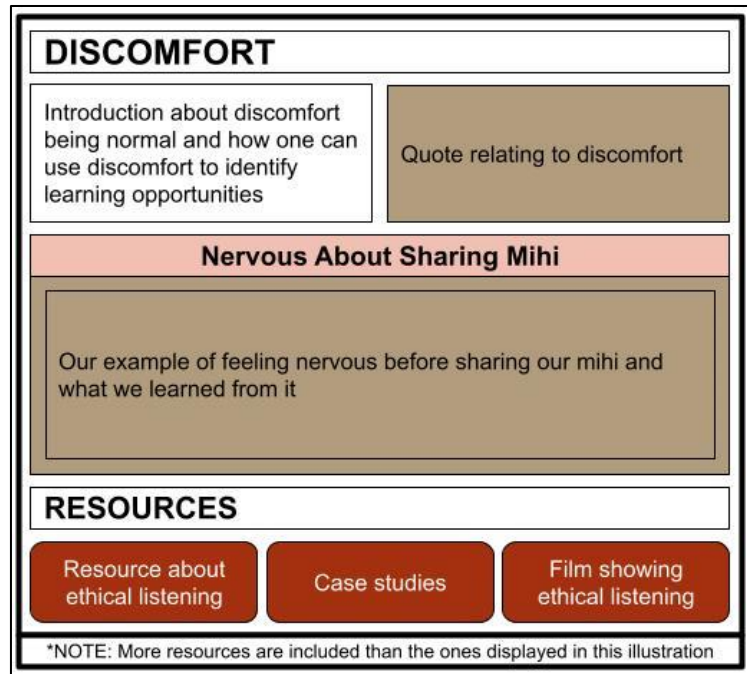 DISCOMFORT
Introduction about discomfort
being normal and how one can
use discomfort to identify
learning opportunities
Quote relating to discomfort
Nervous About Sharing Mihi
Our example of feeling nervous before sharing our mihi and
what we learned from it
RESOURCES
Resource about
ethical listening
Case studies
Film showing
ethical listening
*NOTE: More resources are included than the ones displayed in this illustration